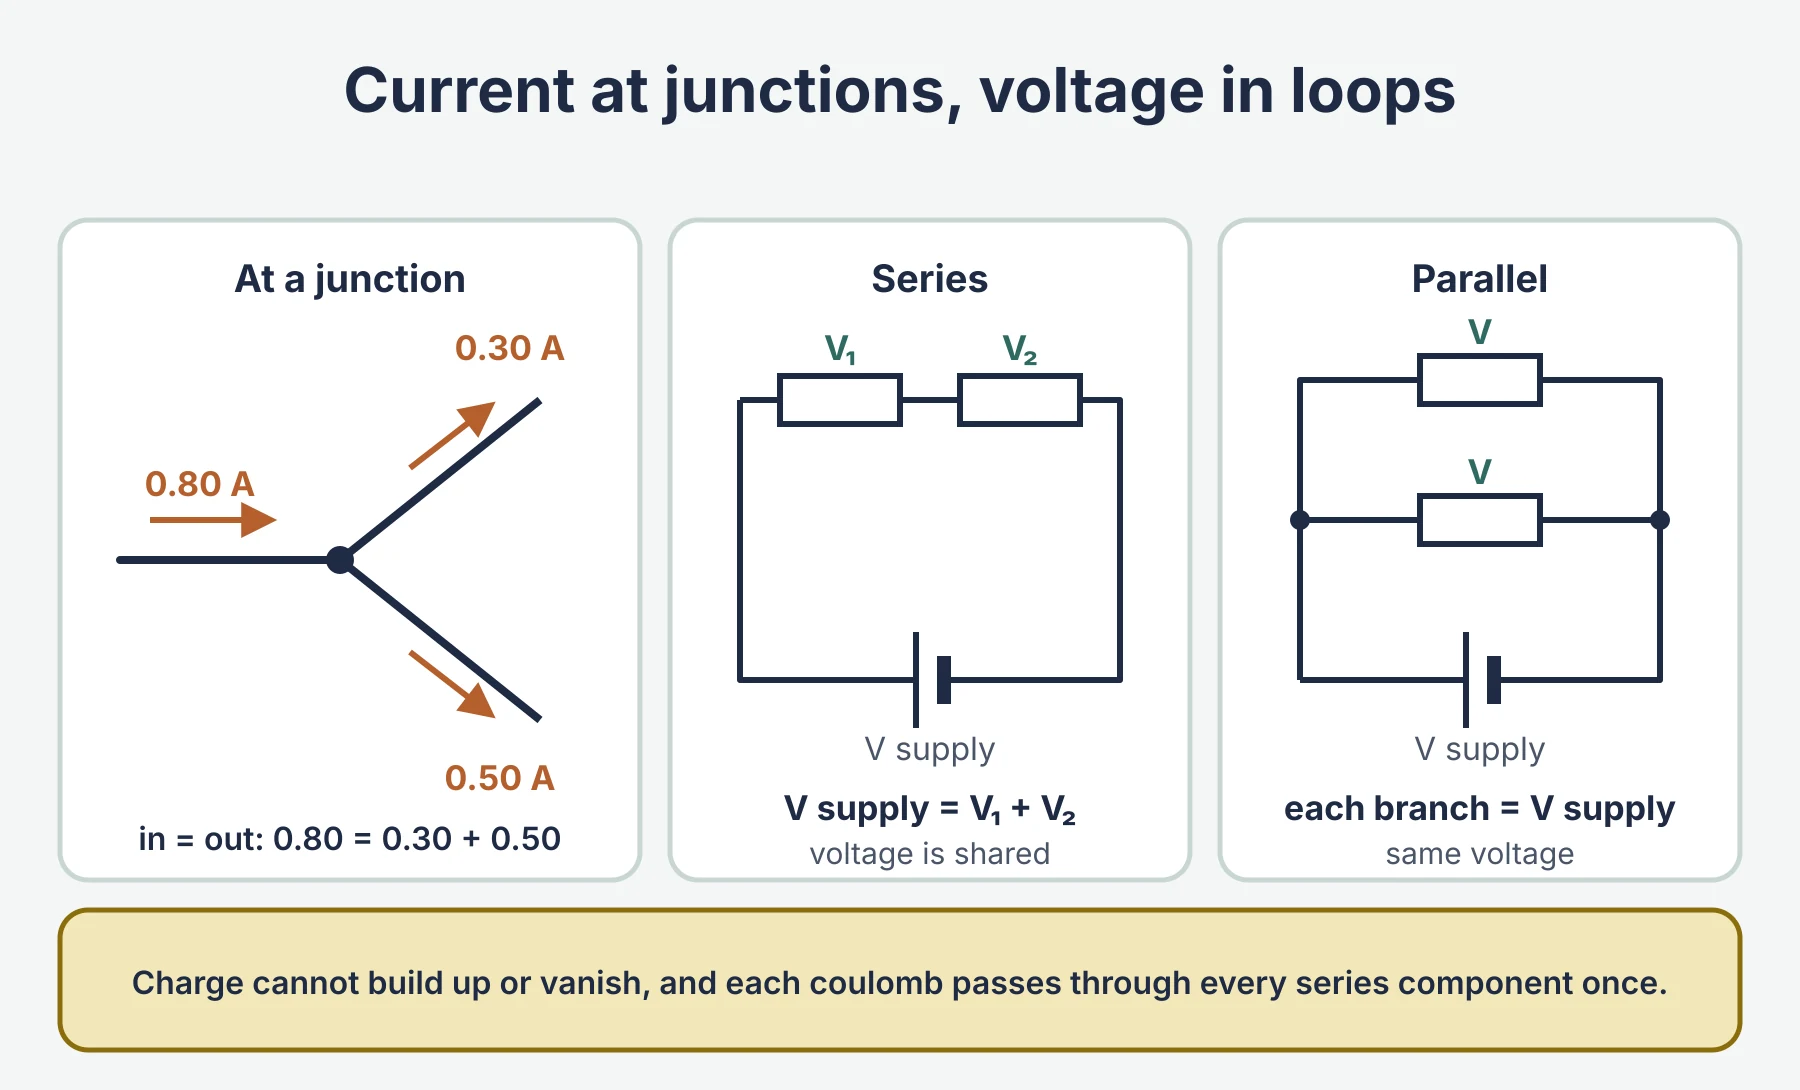 Current at junctions, voltage in loops
At a junction
0.30 A
0.80 A
0.50 A
in = out: 0.80 = 0.30 + 0.50
Series
V₁
V₂
V supply
V supply = V₁ + V₂
voltage is shared
Parallel
V
V
V supply
each branch = V supply
same voltage
Charge cannot build up or vanish, and each coulomb passes through every series component once.